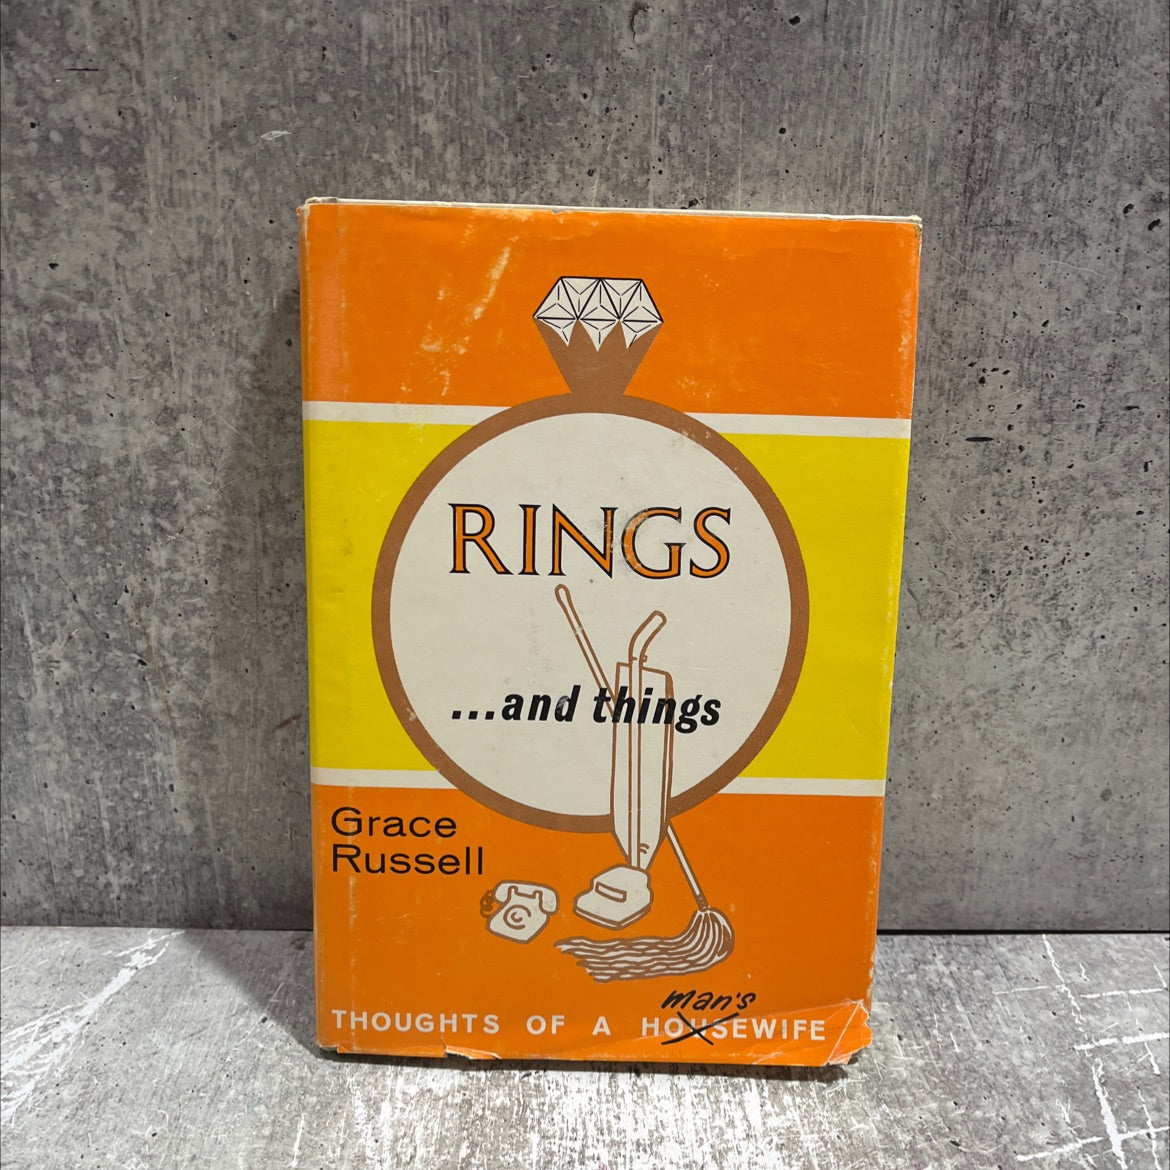 RINGS
...and things
Grace
Russell
man's
THOUGHTS OF A HOUSEWIFE